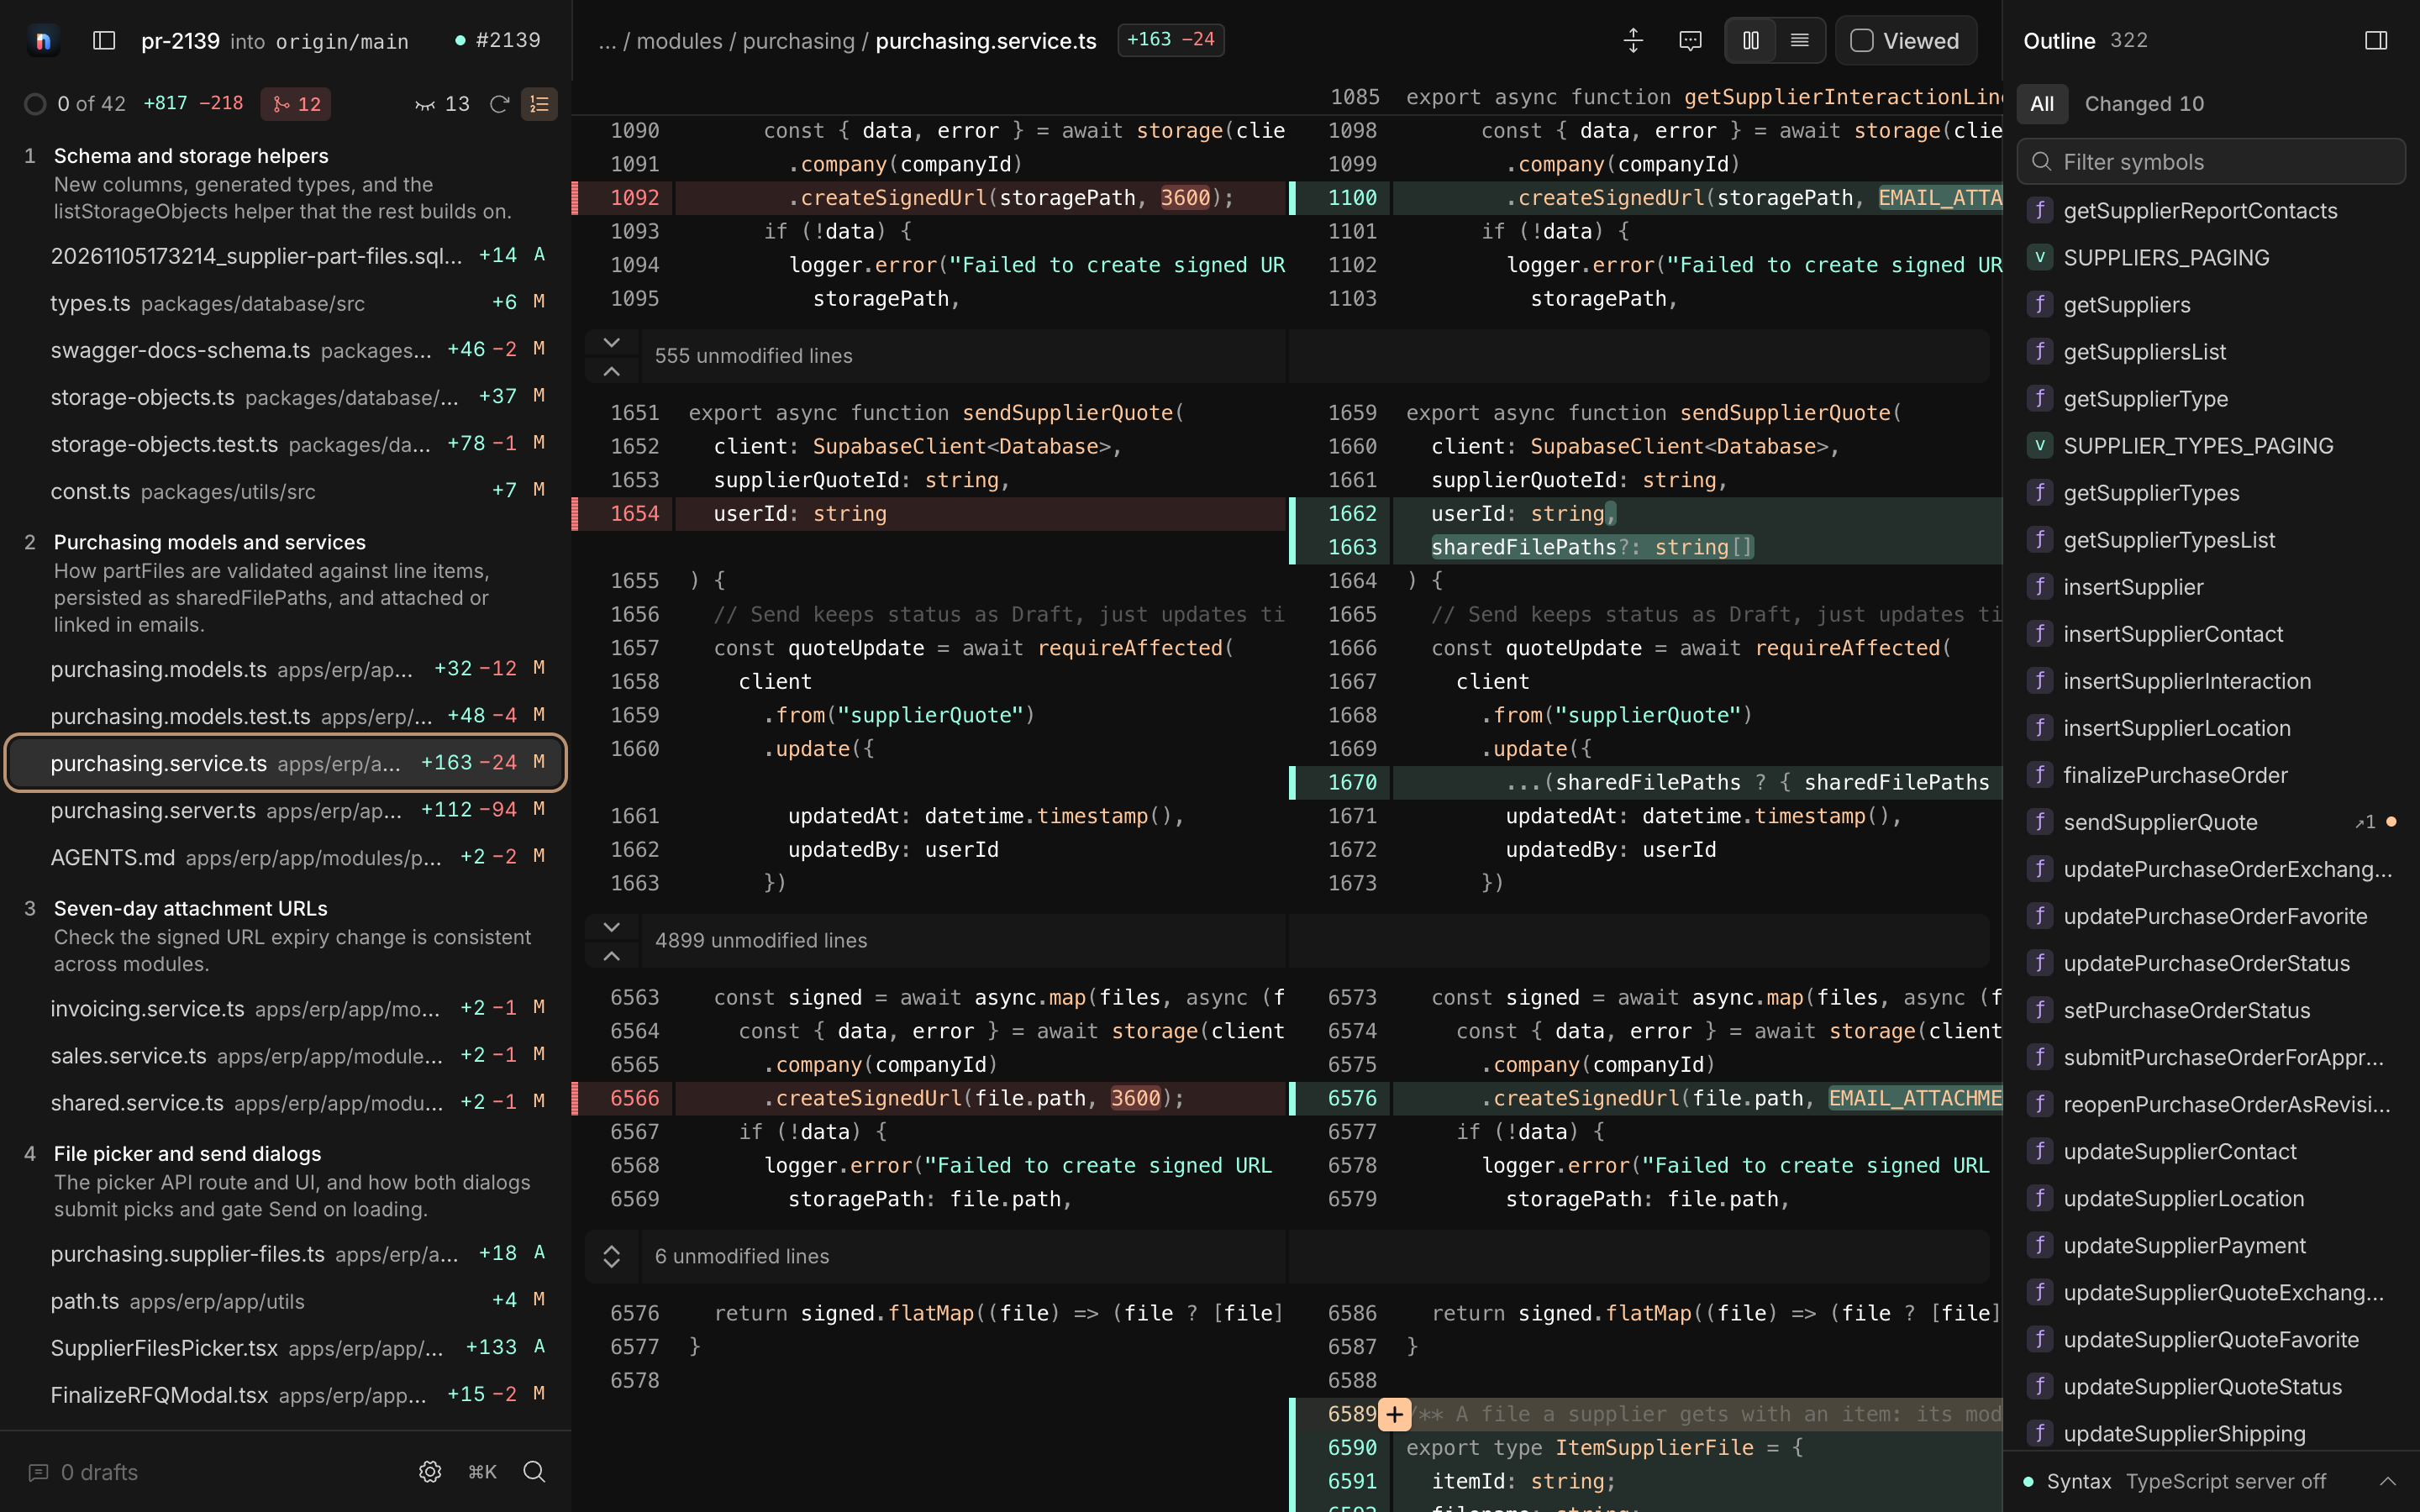 pr-2139 into origin/main
#2139
0 of 42 +817 −218 12 13
1 Schema and storage helpers
New columns, generated types, and the
listStorageObjects helper that the rest builds on.
20261105173214_supplier-part-files.sql... +14 A
types.ts packages/database/src +6 M
swagger-docs-schema.ts packages... +46 −2 M
storage-objects.ts packages/database/... +37 M
storage-objects.test.ts packages/da... +78 −1 M
const.ts packages/utils/src +7 M
2 Purchasing models and services
How partFiles are validated against line items,
persisted as sharedFilePaths, and attached or
linked in emails.
purchasing.models.ts apps/erp/ap... +32 −12 M
purchasing.models.test.ts apps/erp/... +48 −4 M
purchasing.service.ts apps/erp/a... +163 −24 M
purchasing.server.ts apps/erp/ap... +112 −94 M
AGENTS.md apps/erp/app/modules/p... +2 −2 M
3 Seven-day attachment URLs
Check the signed URL expiry change is consistent
across modules.
invoicing.service.ts apps/erp/app/mo... +2 −1 M
sales.service.ts apps/erp/app/module... +2 −1 M
shared.service.ts apps/erp/app/modu... +2 −1 M
4 File picker and send dialogs
The picker API route and UI, and how both dialogs
submit picks and gate Send on loading.
purchasing.supplier-files.ts apps/erp/a... +18 A
path.ts apps/erp/app/utils +4 M
SupplierFilesPicker.tsx apps/erp/app/... +133 A
FinalizeRFQModal.tsx apps/erp/app... +15 −2 M
0 drafts ⌘K
... / modules / purchasing / purchasing.service.ts +163 −24
Viewed
1085 export async function getSupplierInteractionLin
1090 const { data, error } = await storage(clie
1091 .company(companyId)
1092 .createSignedUrl(storagePath, 3600);
1093 if (!data) {
1094 logger.error("Failed to create signed UR
1095 storagePath,
555 unmodified lines
1651 export async function sendSupplierQuote(
1652 client: SupabaseClient<Database>,
1653 supplierQuoteId: string,
1654 userId: string
1655 ) {
1656 // Send keeps status as Draft, just updates ti
1657 const quoteUpdate = await requireAffected(
1658 client
1659 .from("supplierQuote")
1660 .update({
1661 updatedAt: datetime.timestamp(),
1662 updatedBy: userId
1663 })
4899 unmodified lines
6563 const signed = await async.map(files, async (f
6564 const { data, error } = await storage(client
6565 .company(companyId)
6566 .createSignedUrl(file.path, 3600);
6567 if (!data) {
6568 logger.error("Failed to create signed URL
6569 storagePath: file.path,
6 unmodified lines
6576 return signed.flatMap((file) => (file ? [file]
6577 }
6578
1098 const { data, error } = await storage(clie
1099 .company(companyId)
1100 .createSignedUrl(storagePath, EMAIL_ATTA
1101 if (!data) {
1102 logger.error("Failed to create signed UR
1103 storagePath,
1659 export async function sendSupplierQuote(
1660 client: SupabaseClient<Database>,
1661 supplierQuoteId: string,
1662 userId: string,
1663 sharedFilePaths?: string[]
1664 ) {
1665 // Send keeps status as Draft, just updates ti
1666 const quoteUpdate = await requireAffected(
1667 client
1668 .from("supplierQuote")
1669 .update({
1670 ...(sharedFilePaths ? { sharedFilePaths
1671 updatedAt: datetime.timestamp(),
1672 updatedBy: userId
1673 })
6573 const signed = await async.map(files, async (f
6574 const { data, error } = await storage(client
6575 .company(companyId)
6576 .createSignedUrl(file.path, EMAIL_ATTACHME
6577 if (!data) {
6578 logger.error("Failed to create signed URL
6579 storagePath: file.path,
6586 return signed.flatMap((file) => (file ? [file]
6587 }
6588
6589 /** A file a supplier gets with an item: its mod
6590 export type ItemSupplierFile = {
6591 itemId: string;
Outline 322
All Changed 10
Filter symbols
ƒ getSupplierReportContacts
v SUPPLIERS_PAGING
ƒ getSuppliers
ƒ getSuppliersList
ƒ getSupplierType
v SUPPLIER_TYPES_PAGING
ƒ getSupplierTypes
ƒ getSupplierTypesList
ƒ insertSupplier
ƒ insertSupplierContact
ƒ insertSupplierInteraction
ƒ insertSupplierLocation
ƒ finalizePurchaseOrder
ƒ sendSupplierQuote ↗1
ƒ updatePurchaseOrderExchang...
ƒ updatePurchaseOrderFavorite
ƒ updatePurchaseOrderStatus
ƒ setPurchaseOrderStatus
ƒ submitPurchaseOrderForAppr...
ƒ reopenPurchaseOrderAsRevisi...
ƒ updateSupplierContact
ƒ updateSupplierLocation
ƒ updateSupplierPayment
ƒ updateSupplierQuoteExchang...
ƒ updateSupplierQuoteFavorite
ƒ updateSupplierQuoteStatus
ƒ updateSupplierShipping
Syntax TypeScript server off